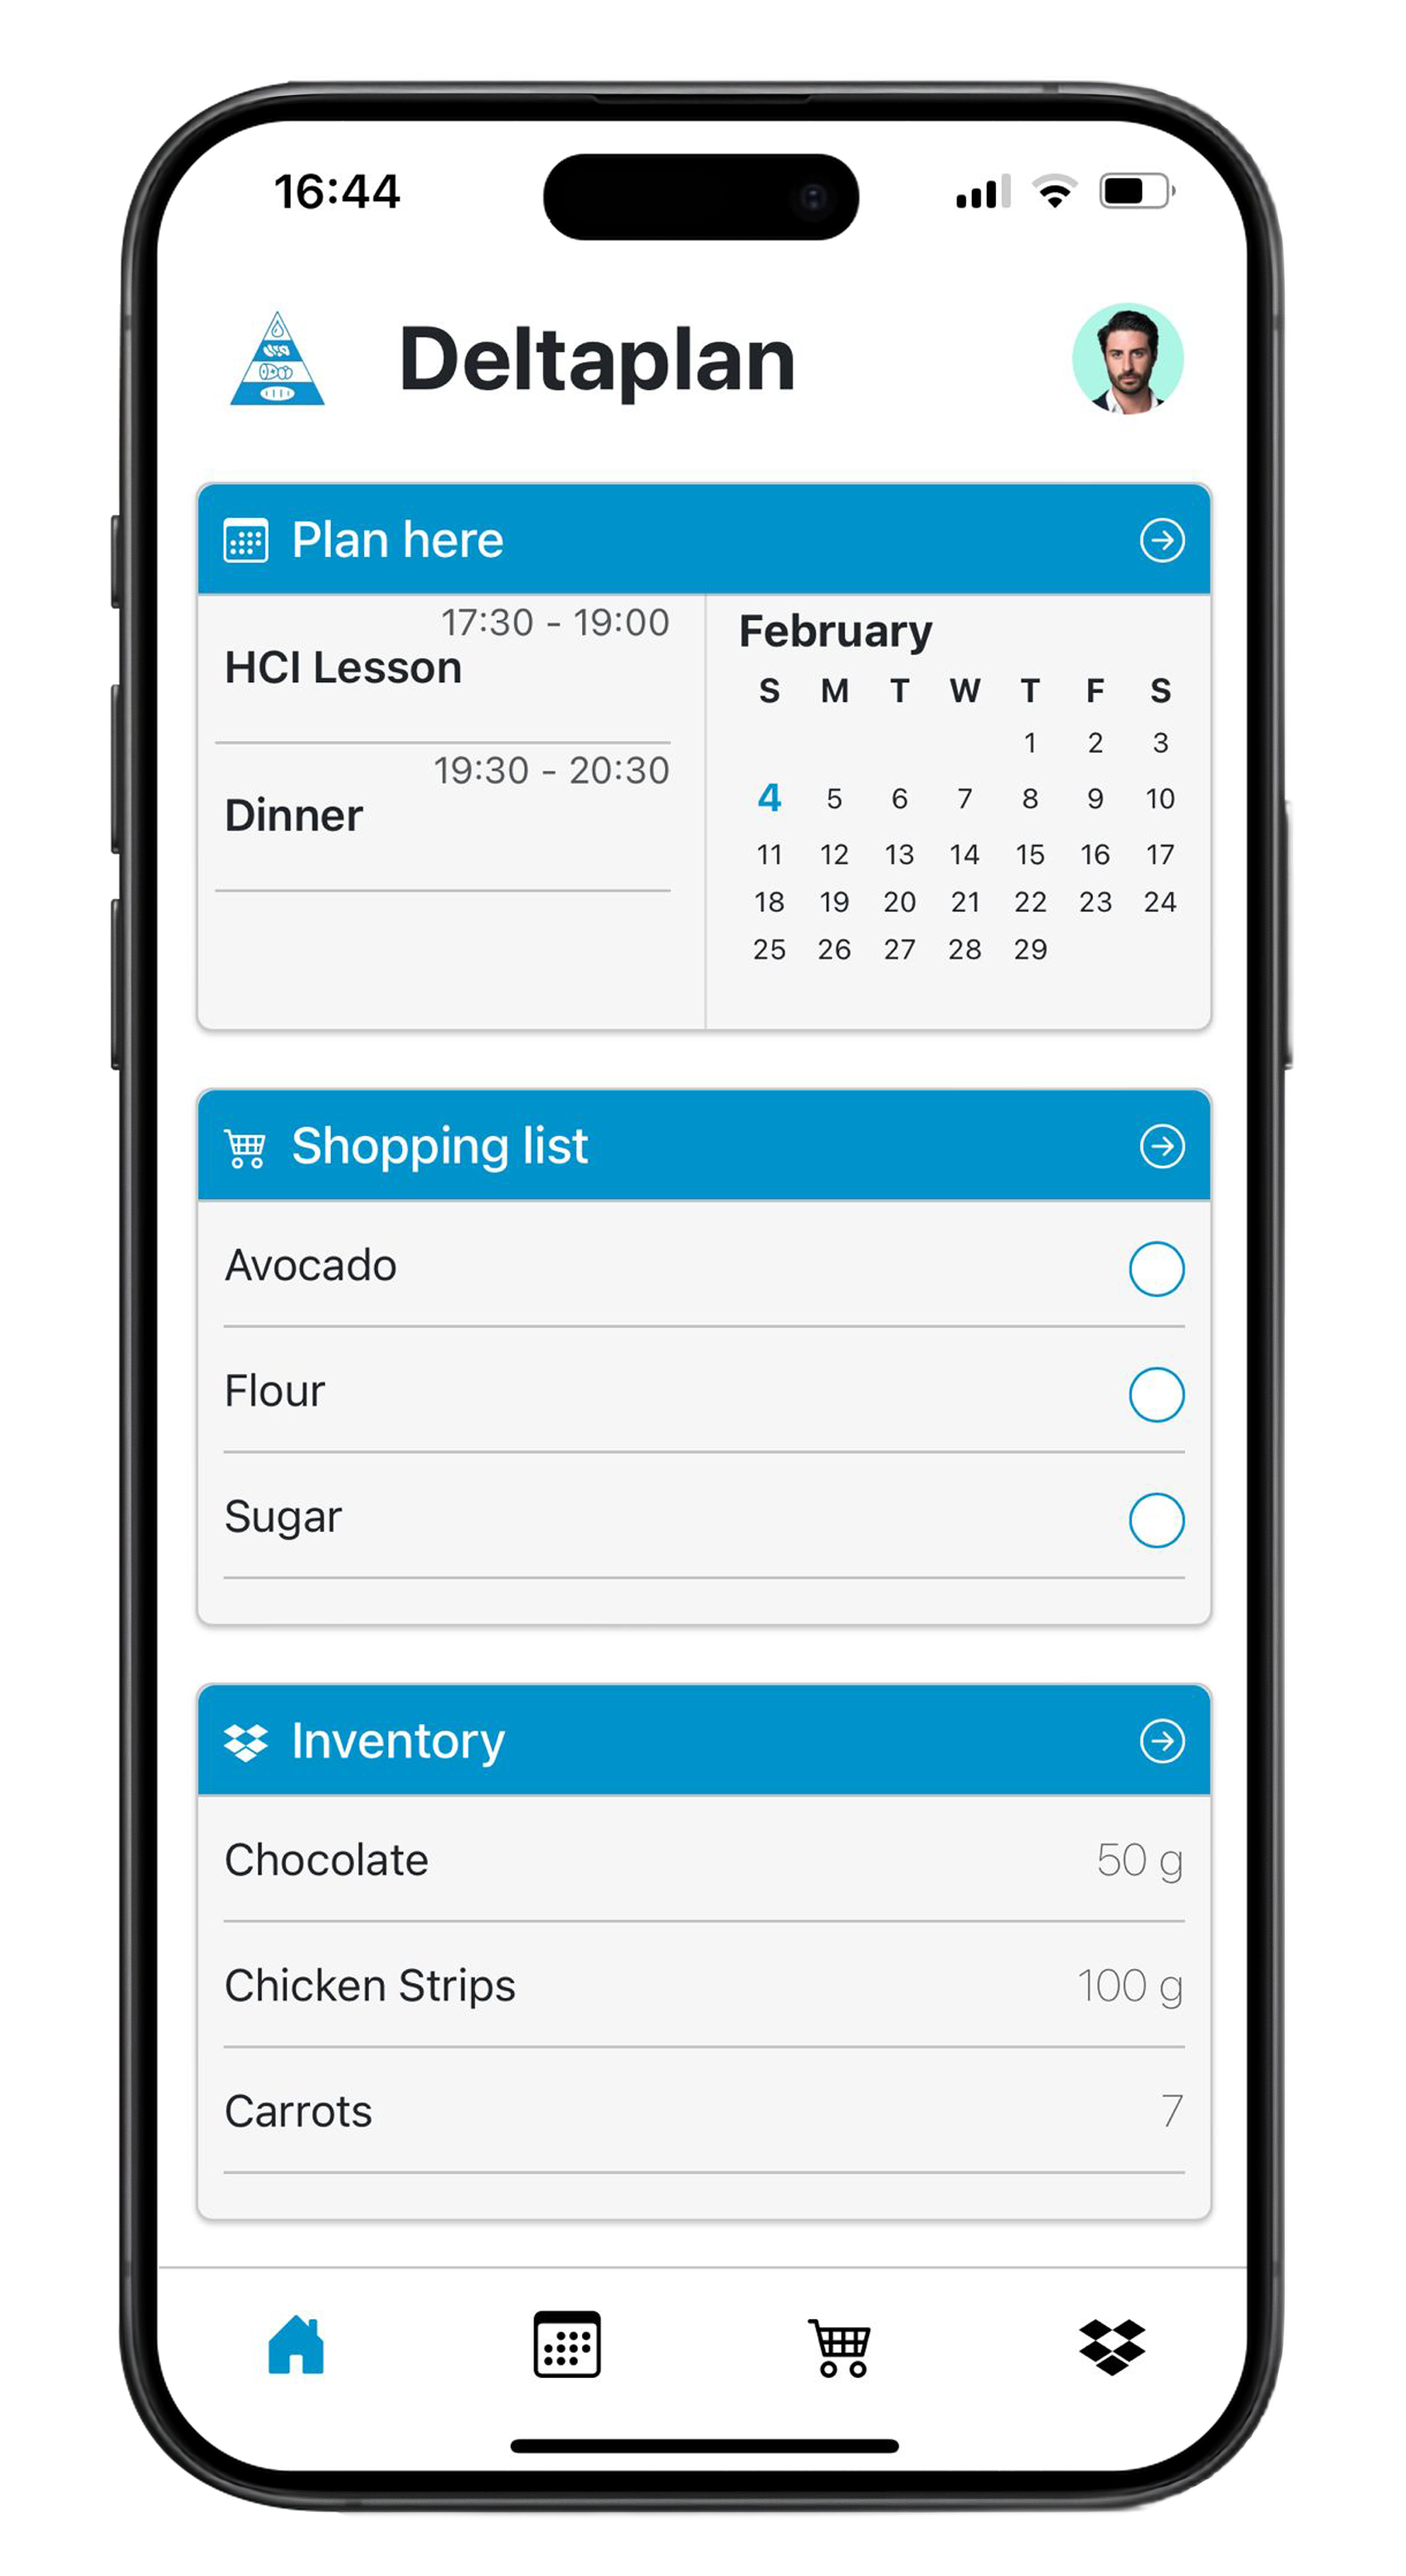 16:44
Deltaplan
Plan here
17:30 - 19:00
HCI Lesson
19:30 - 20:30
Dinner
February
S M T W T F S
1 2 3
4 5 6 7 8 9 10
11 12 13 14 15 16 17
18 19 20 21 22 23 24
25 26 27 28 29
Shopping list
Avocado
Flour
Sugar
Inventory
Chocolate 50 g
Chicken Strips 100 g
Carrots 7